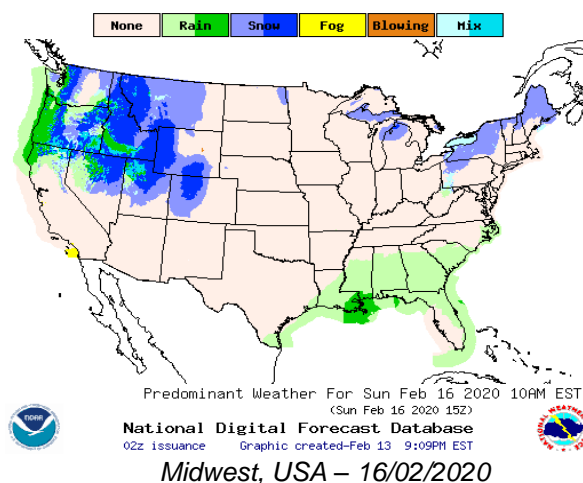 None Rain Snow Fog Blowing Mix
Predominant Weather For Sun Feb 16 2020 10AM EST
(Sun Feb 16 2020 15Z)
National Digital Forecast Database
02z issuance Graphic created-Feb 13 9:09PM EST
NOAA
Midwest, USA – 16/02/2020